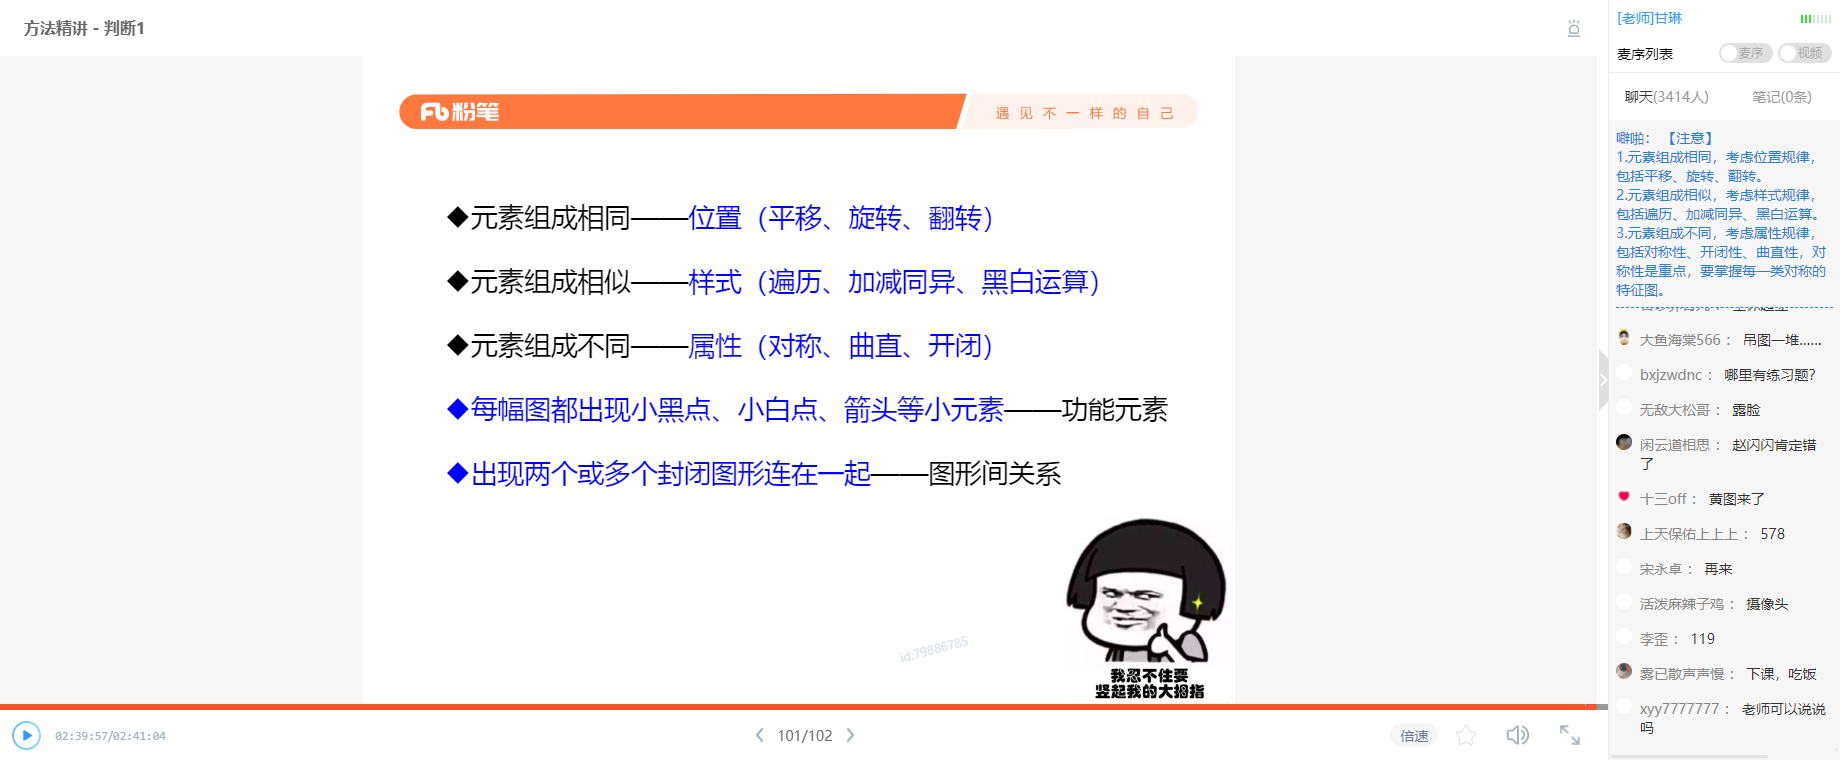 方法精讲 - 判断1
粉笔
遇见不一样的自己
◆元素组成相同——位置（平移、旋转、翻转）
◆元素组成相似——样式（遍历、加减同异、黑白运算）
◆元素组成不同——属性（对称、曲直、开闭）
◆每幅图都出现小黑点、小白点、箭头等小元素——功能元素
◆出现两个或多个封闭图形连在一起——图形间关系
id:79886785
我忍不住要
竖起我的大拇指
02:39:57/02:41:04
101/102
倍速
[老师]甘琳
麦序列表
麦序
视频
聊天(3414人)
笔记(0条)
噼啪： 【注意】
1.元素组成相同，考虑位置规律，
包括平移、旋转、翻转。
2.元素组成相似，考虑样式规律，
包括遍历、加减同异、黑白运算。
3.元素组成不同，考虑属性规律，
包括对称性、开闭性、曲直性，对
称性是重点，要掌握每一类对称的
特征图。
大鱼海棠566： 吊图一堆......
bxjzwdnc： 哪里有练习题?
无敌大松哥： 露脸
闲云道相思： 赵闪闪肯定错
了
十三off： 黄图来了
上天保佑上上上： 578
宋永卓： 再来
活泼麻辣子鸡： 摄像头
李歪： 119
雾已散声声慢： 下课，吃饭
xyy7777777： 老师可以说说
吗